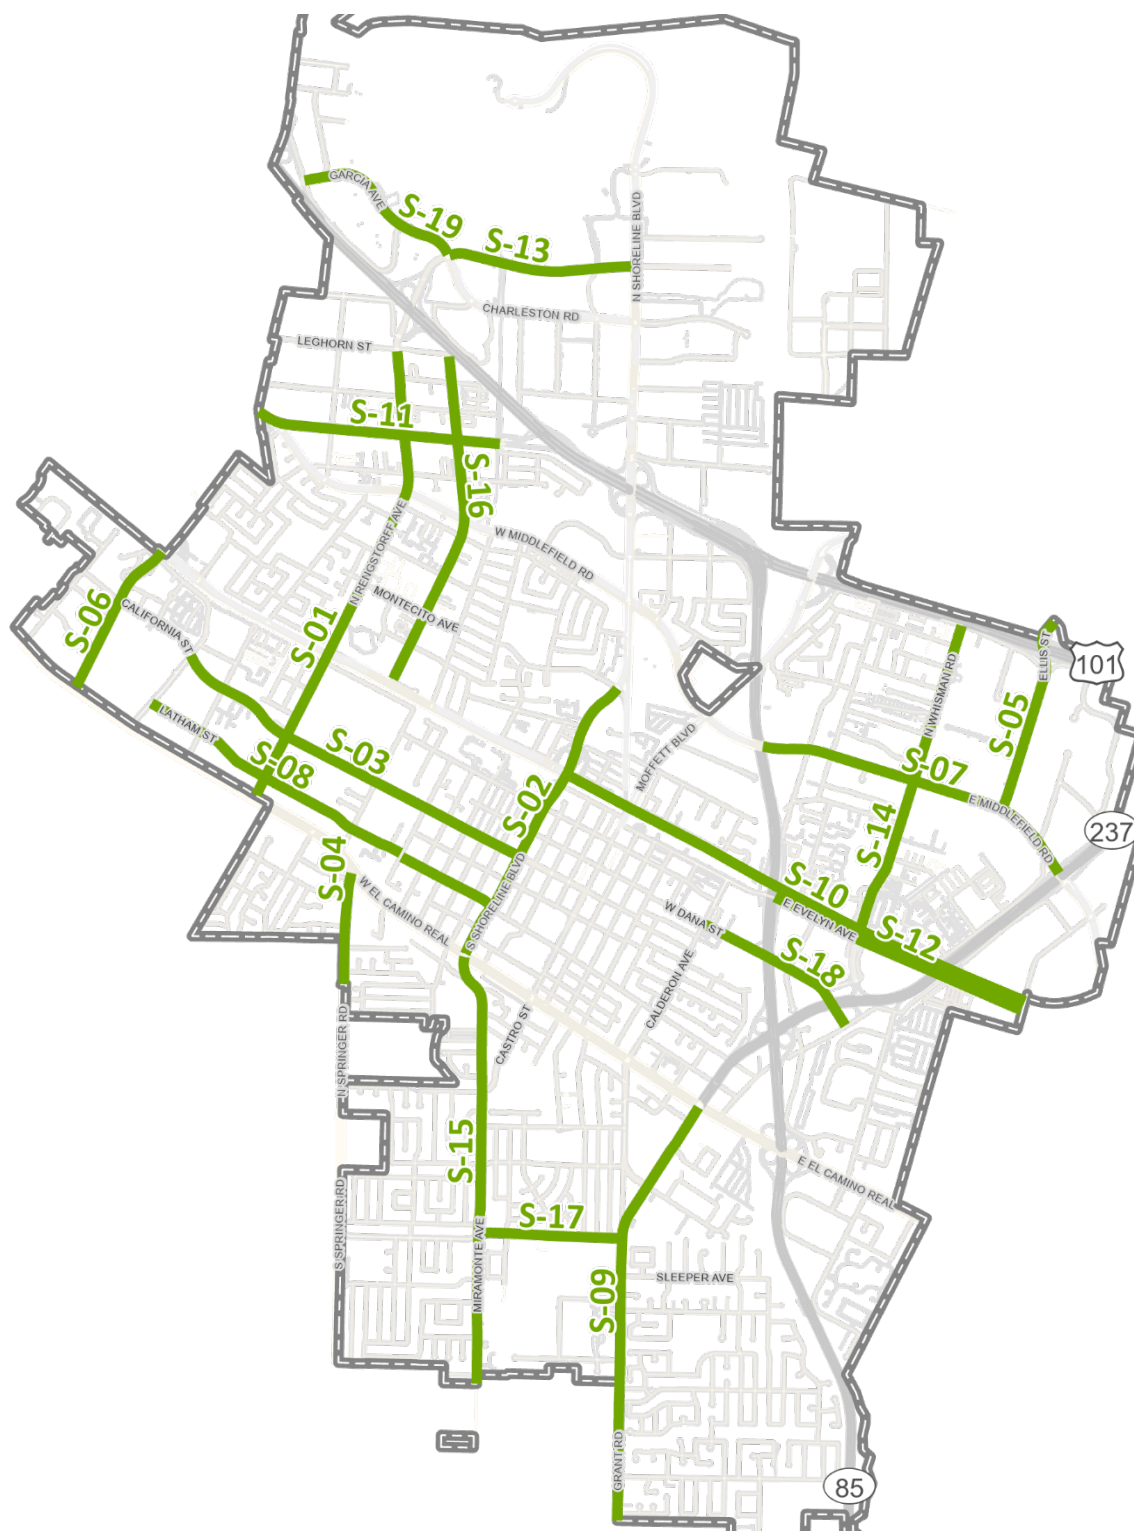 GARCIA AVE
S-19
S-13
N SHORELINE BLVD
CHARLESTON RD
LEGHORN ST
S-11
S-16
N RENGSTORFF AVE
W MIDDLEFIELD RD
MONTECITO AVE
S-06
CALIFORNIA ST
S-01
101
ELLIS ST
N WHISMAN RD
S-05
LATHAM ST
S-03
S-08
MOFFETT BLVD
S-07
S-02
E MIDDLEFIELD RD
237
S-14
S-04
W EL CAMINO REAL
S SHORELINE BLVD
S-10
E EVELYN AVE
S-12
W DANA ST
S-18
CALDERON AVE
CASTRO ST
N SPRINGER RD
S-15
E EL CAMINO REAL
S SPRINGER RD
S-17
MIRAMONTE AVE
SLEEPER AVE
S-09
GRANT RD
85